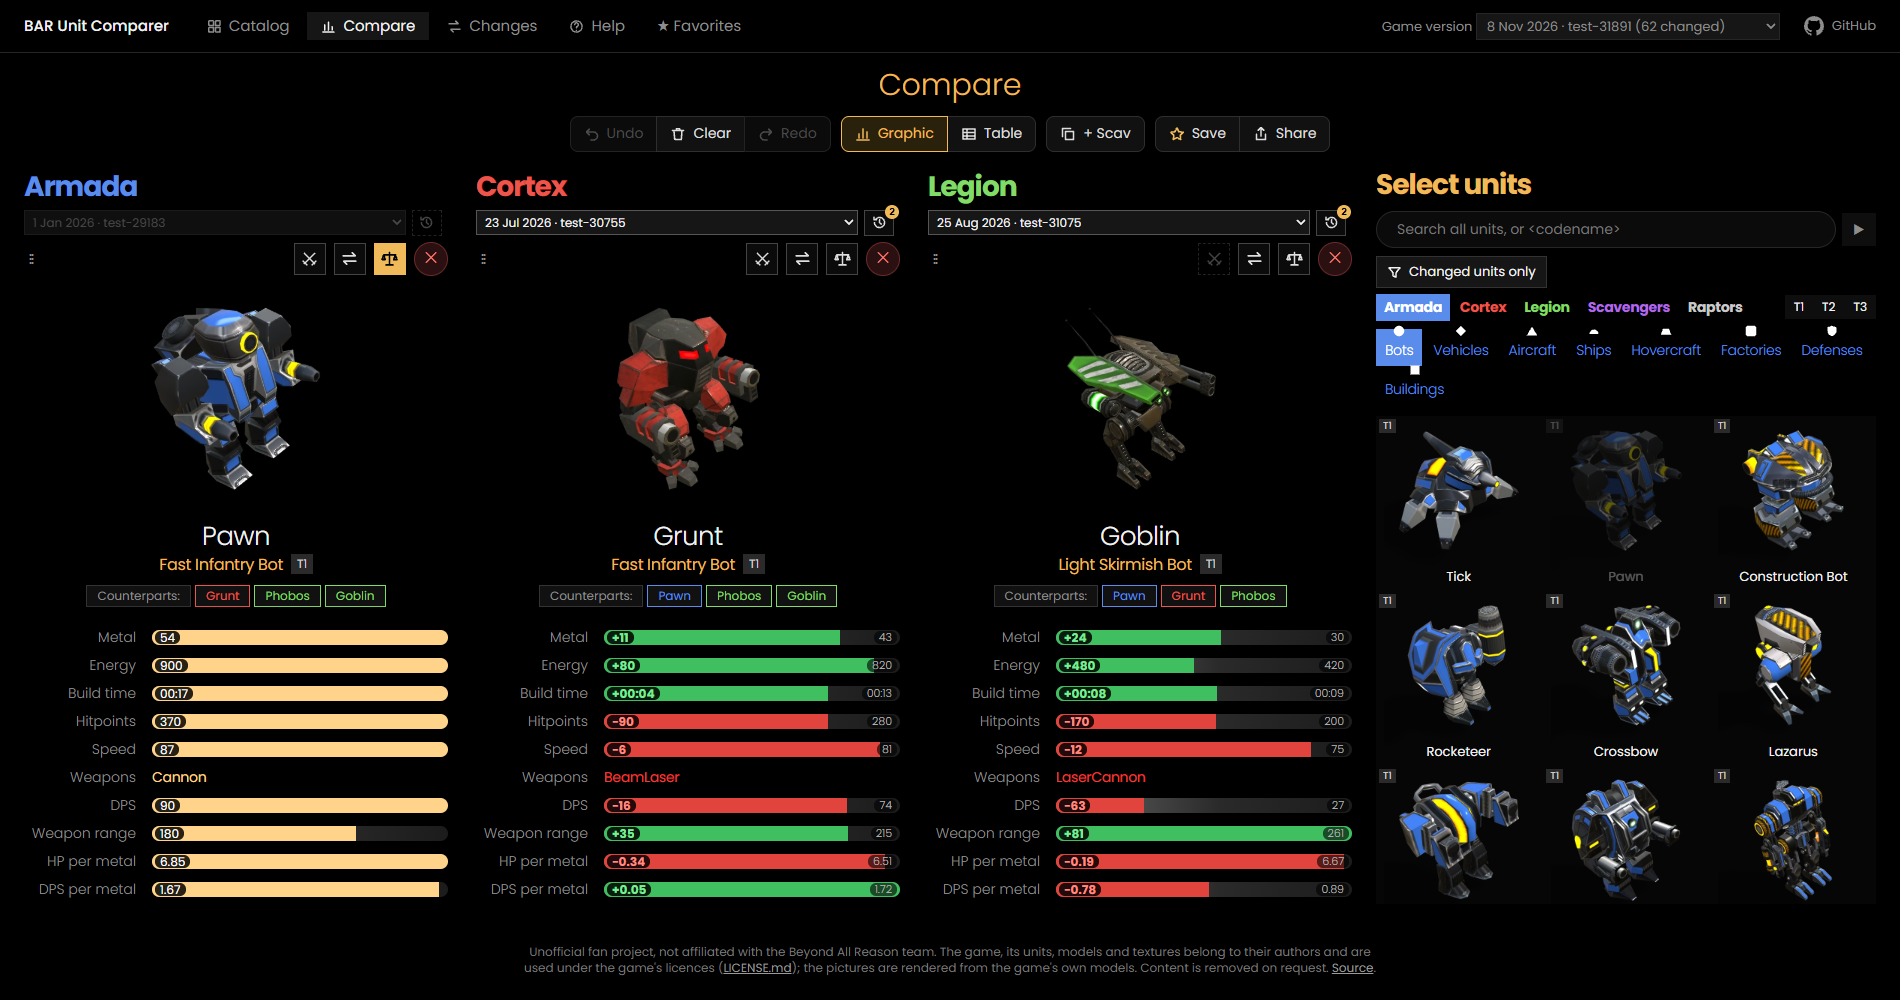 BAR Unit Comparer
Catalog
Compare
Changes
Help
★ Favorites
Game version
8 Nov 2026 · test-31891 (62 changed)
GitHub
Compare
Undo
Clear
Redo
Graphic
Table
+ Scav
Save
Share
Armada
1 Jan 2026 · test-29183
Pawn
Fast Infantry Bot T1
Counterparts: Grunt Phobos Goblin
Metal 54
Energy 900
Build time 00:17
Hitpoints 370
Speed 87
Weapons Cannon
DPS 90
Weapon range 180
HP per metal 6.85
DPS per metal 1.67
Cortex
23 Jul 2026 · test-30755
2
Grunt
Fast Infantry Bot T1
Counterparts: Pawn Phobos Goblin
Metal +11 43
Energy +80 820
Build time +00:04 00:13
Hitpoints -90 280
Speed -6 81
Weapons BeamLaser
DPS -16 74
Weapon range +35 215
HP per metal -0.34 6.51
DPS per metal +0.05 1.72
Legion
25 Aug 2026 · test-31075
2
Goblin
Light Skirmish Bot T1
Counterparts: Pawn Grunt Phobos
Metal +24 30
Energy +480 420
Build time +00:08 00:09
Hitpoints -170 200
Speed -12 75
Weapons LaserCannon
DPS -63 27
Weapon range +81 261
HP per metal -0.19 6.67
DPS per metal -0.78 0.89
Select units
Search all units, or <codename>
Changed units only
Armada Cortex Legion Scavengers Raptors T1 T2 T3
Bots Vehicles Aircraft Ships Hovercraft Factories Defenses
Buildings
T1 T1 T1
Tick Pawn Construction Bot
T1 T1 T1
Rocketeer Crossbow Lazarus
T1 T1 T1
Unofficial fan project, not affiliated with the Beyond All Reason team. The game, its units, models and textures belong to their authors and are
used under the game's licences (LICENSE.md); the pictures are rendered from the game's own models. Content is removed on request. Source.